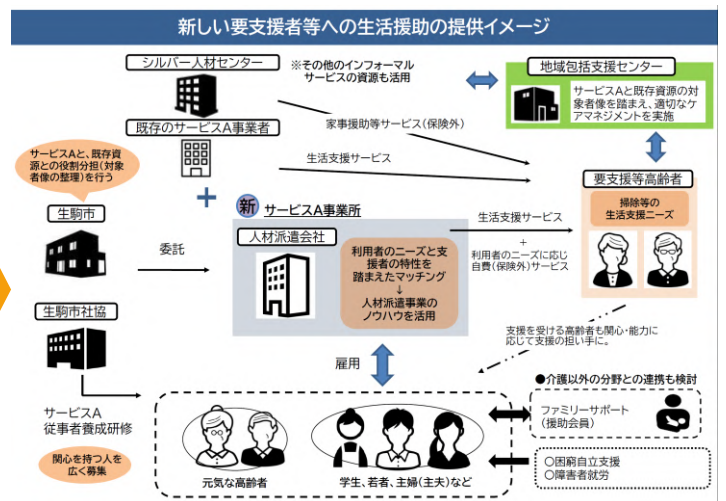 新しい要支援者等への生活援助の提供イメージ
シルバー人材センター
※その他のインフォーマル
サービスの資源も活用
地域包括支援センター
サービスAと既存資源の対
象者像を踏まえ、適切なケ
アマネジメントを実施
既存のサービスA事業者
家事援助等サービス(保険外)
生活支援サービス
サービスAと、既存資
源との役割分担(対象
者像の整理)を行う
要支援等高齢者
掃除等の
生活支援ニーズ
生駒市
委託
新 サービスA事業所
人材派遣会社
利用者のニーズと支
援者の特性を
踏まえたマッチング
↓
人材派遣事業の
ノウハウを活用
生活支援サービス
+
利用者のニーズに応じ
自費(保険外)サービス
生駒市社協
支援を受ける高齢者も関心・能力に
応じて支援の担い手に。
雇用
●介護以外の分野との連携も検討
サービスA
従事者養成研修
ファミリーサポート
(援助会員)
関心を持つ人を
広く募集
元気な高齢者
学生、若者、主婦(主夫)など
○困窮自立支援
○障害者就労